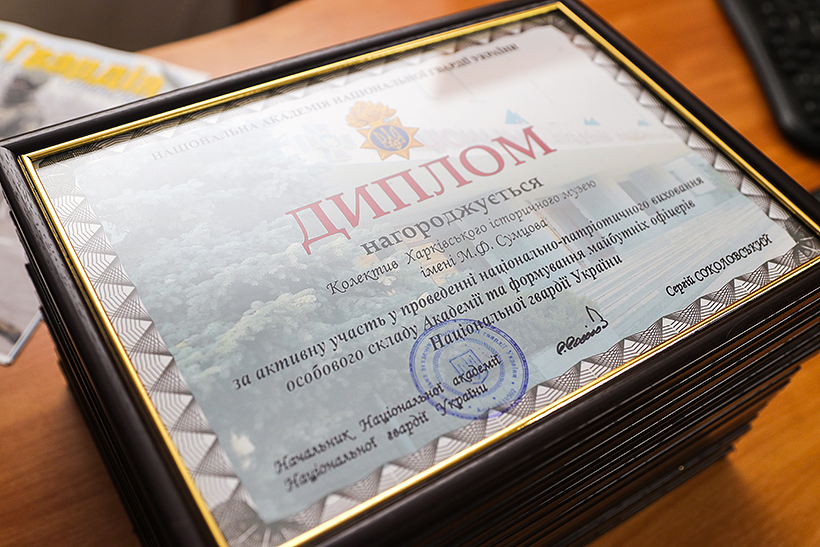 НАЦІОНАЛЬНА АКАДЕМІЯ НАЦІОНАЛЬНОЇ ГВАРДІЇ УКРАЇНИ
ДИПЛОМ
нагороджується
Колектив Харківського історичного музею
імені М.Ф. Сумцова
за активну участь у проведенні національно-патріотичного виховання
особового складу Академії та формування майбутніх офіцерів
Національної гвардії України
Начальник Національної академії
Національної гвардії України
Сергій СОКОЛОВСЬКИЙ